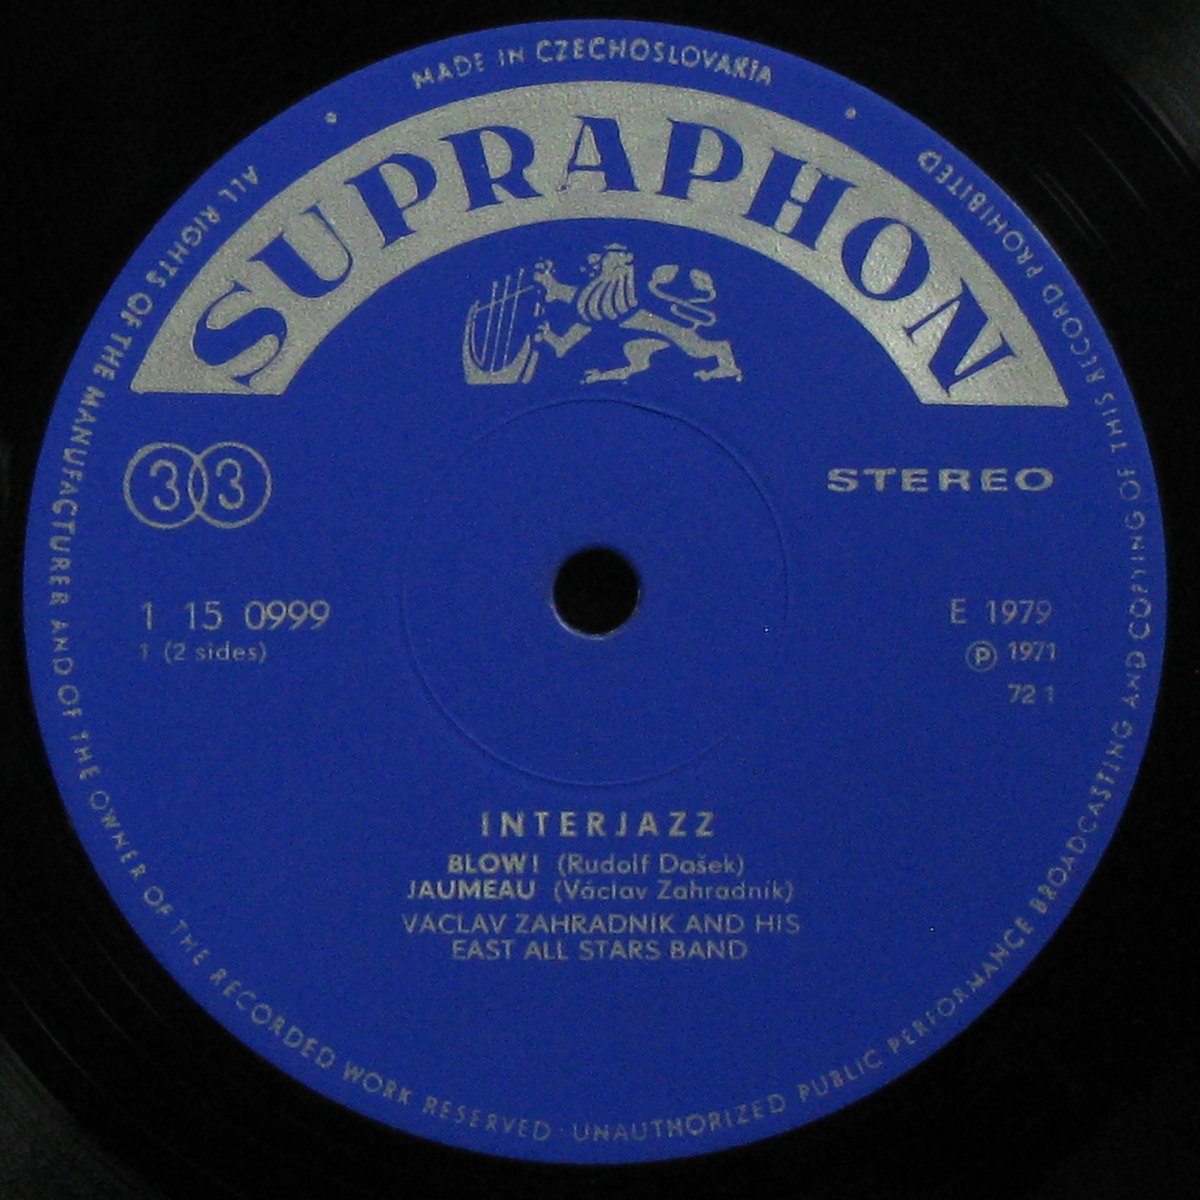 MADE IN CZECHOSLOVAKIA
SUPRAPHON
33
STEREO
1 15 0999
1 (2 sides)
E 1979
℗ 1971
72 1
INTERJAZZ
BLOW! (Rudolf Dašek)
JAUMEAU (Václav Zahradník)
VÁCLAV ZAHRADNÍK AND HIS
EAST ALL STARS BAND
ALL RIGHTS OF THE MANUFACTURER AND OF THE OWNER OF THE RECORDED WORK RESERVED · UNAUTHORIZED PUBLIC PERFORMANCE BROADCASTING AND COPYING OF THIS RECORD PROHIBITED